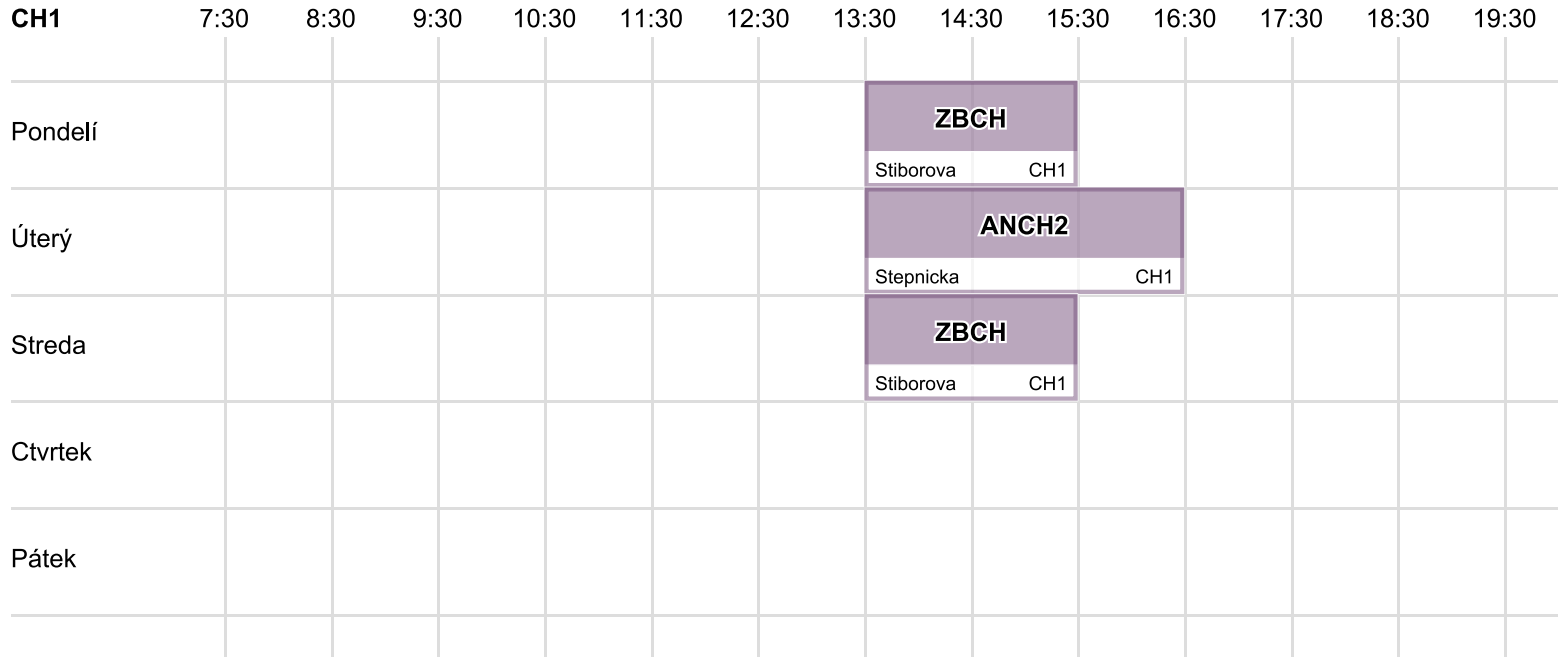 CH1 7:30 8:30 9:30 10:30 11:30 12:30 13:30 14:30 15:30 16:30 17:30 18:30 19:30
Pondelí
ZBCH
Stiborova CH1
Úterý
ANCH2
Stepnicka CH1
Streda
ZBCH
Stiborova CH1
Ctvrtek
Pátek